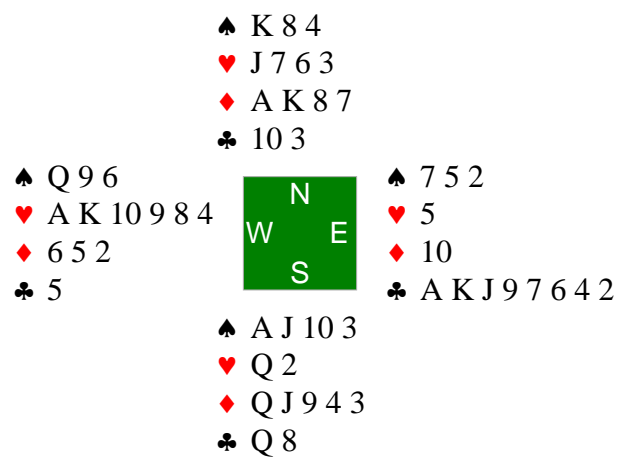 ♠ K 8 4
♥ J 7 6 3
♦ A K 8 7
♣ 10 3
♠ Q 9 6
♥ A K 10 9 8 4
♦ 6 5 2
♣ 5
N
W E
S
♠ 7 5 2
♥ 5
♦ 10
♣ A K J 9 7 6 4 2
♠ A J 10 3
♥ Q 2
♦ Q J 9 4 3
♣ Q 8